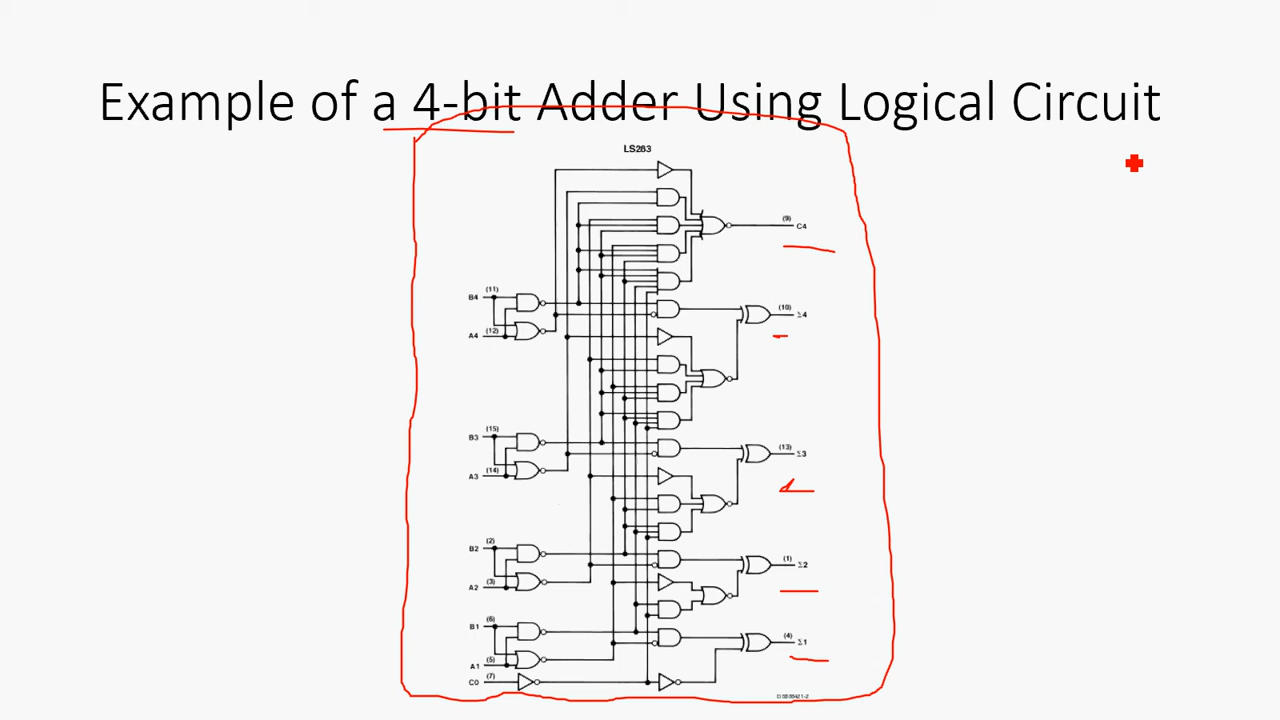 Example of a 4-bit Adder Using Logical Circuit
LS283
(9)
C4
B4 (11)
(10)
Σ4
A4 (12)
B3 (15)
(13)
Σ3
A3 (14)
B2 (2)
(1)
Σ2
A2 (3)
B1 (6)
(4)
Σ1
A1 (5)
C0 (7)